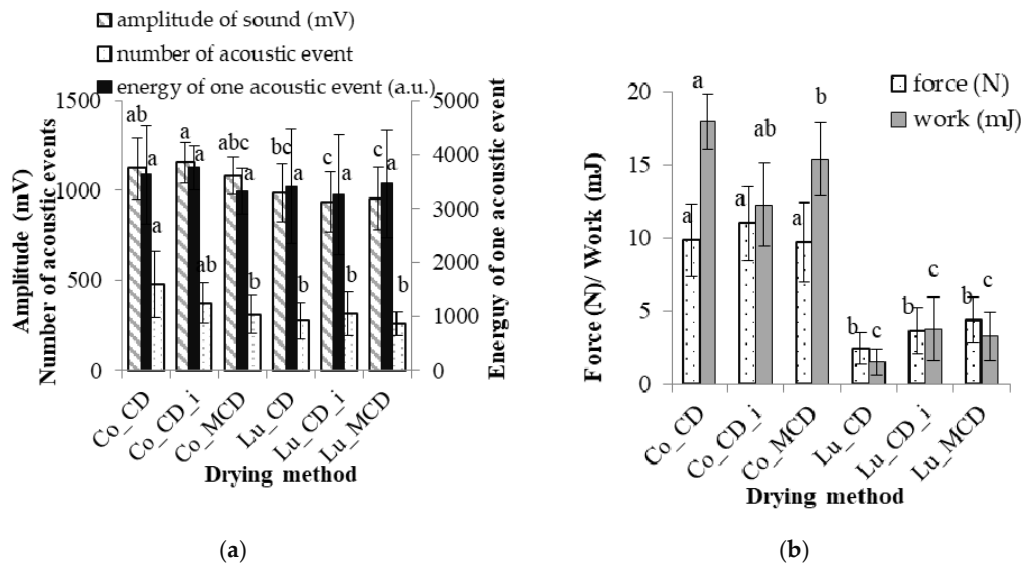 amplitude of sound (mV)
number of acoustic event
energy of one acoustic event (a.u.)
1500
1000
500
0
Amplitude (mV)
Number of acoustic events
5000
4000
3000
2000
1000
0
Energuy of one acoustic event
ab
a
a
a
a
ab
abc
a
b
bc
a
b
c
a
b
c
a
b
Co_CD
Co_CD_i
Co_MCD
Lu_CD
Lu_CD_i
Lu_MCD
Drying method
(a)
force (N)
work (mJ)
20
15
10
5
0
Force (N)/ Work (mJ)
a
a
a
ab
a
b
b
c
b
c
b
c
Co_CD
Co_CD_i
Co_MCD
Lu_CD
Lu_CD_i
Lu_MCD
Drying method
(b)